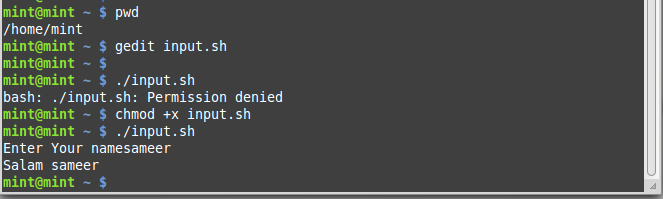 mint@mint ~ $ pwd
/home/mint
mint@mint ~ $ gedit input.sh
mint@mint ~ $
mint@mint ~ $ ./input.sh
bash: ./input.sh: Permission denied
mint@mint ~ $ chmod +x input.sh
mint@mint ~ $ ./input.sh
Enter Your namesameer
Salam sameer
mint@mint ~ $